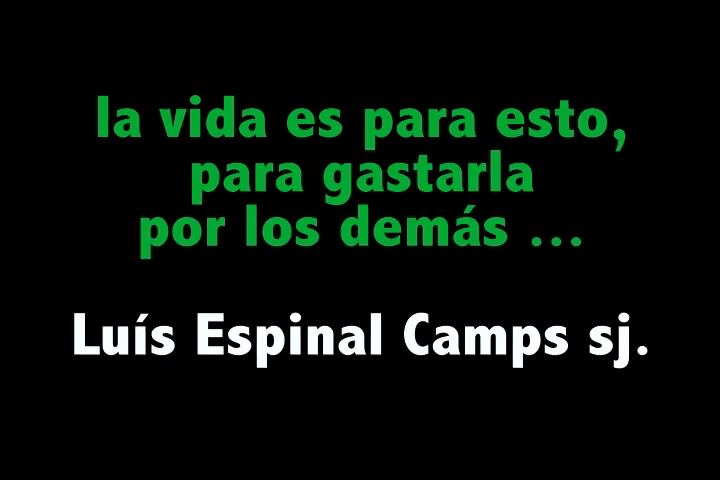 la vida es para esto,
para gastarla
por los demás ...
Luís Espinal Camps sj.